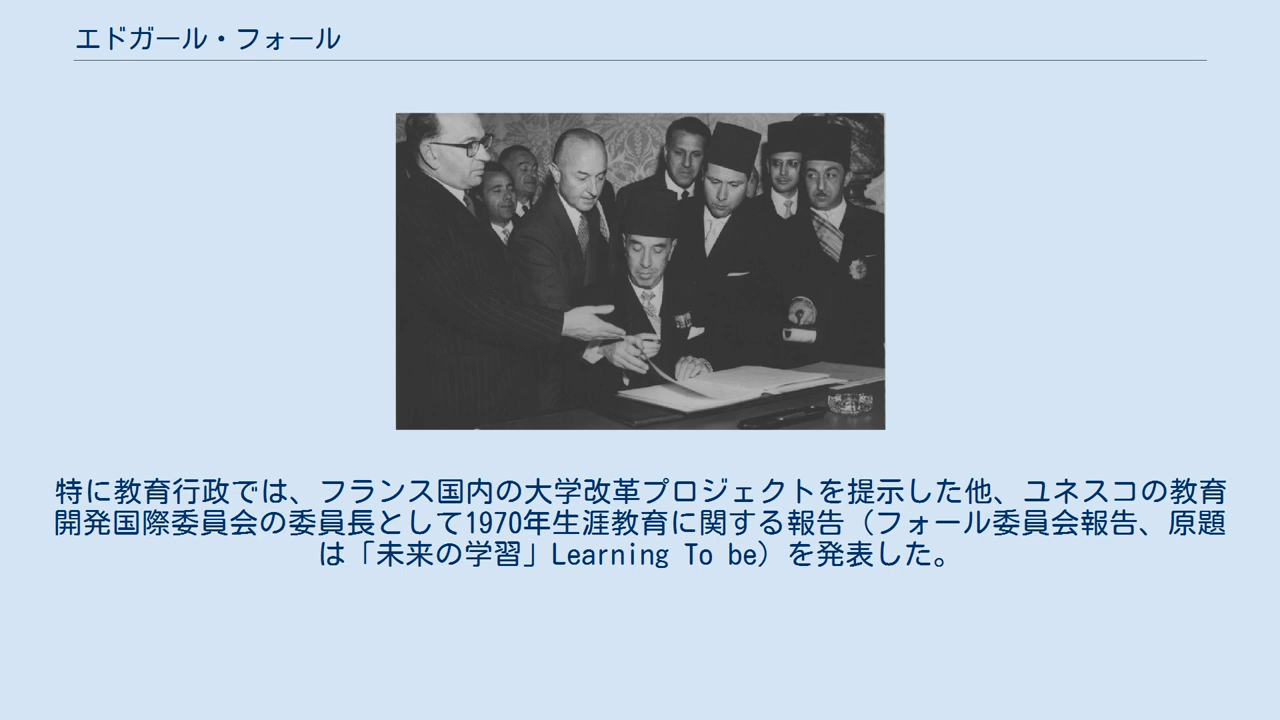 エドガール・フォール
特に教育行政では、フランス国内の大学改革プロジェクトを提示した他、ユネスコの教育
開発国際委員会の委員長として1970年生涯教育に関する報告（フォール委員会報告、原題
は「未来の学習」Learning To be）を発表した。